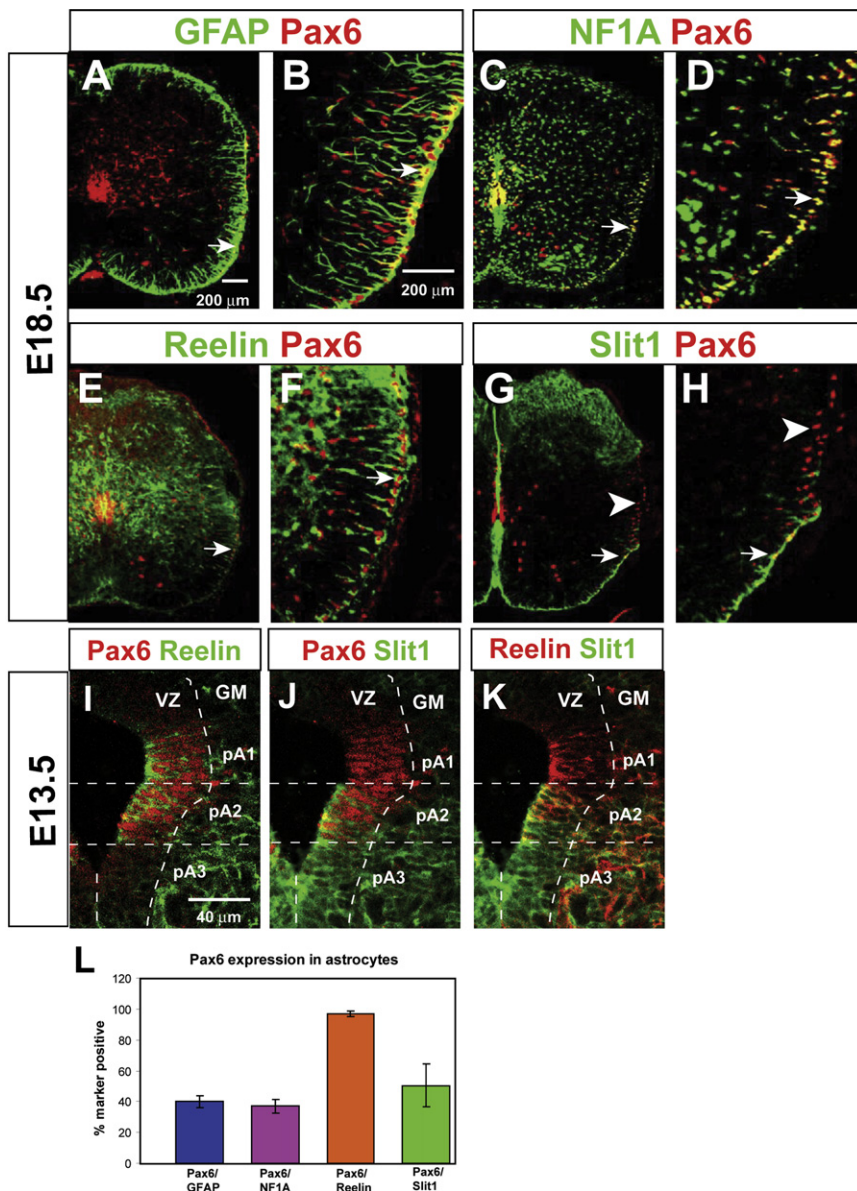 GFAP Pax6
NF1A Pax6
E18.5
A
B
C
D
200 µm
200 µm
Reelin Pax6
Slit1 Pax6
E
F
G
H
E13.5
Pax6 Reelin
Pax6 Slit1
Reelin Slit1
I
VZ
GM
J
VZ
GM
K
VZ
GM
pA1
pA1
pA1
pA2
pA2
pA2
pA3
pA3
pA3
40 µm
L
Pax6 expression in astrocytes
% marker positive
120
100
80
60
40
20
0
Pax6/
GFAP
Pax6/
NF1A
Pax6/
Reelin
Pax6/
Slit1